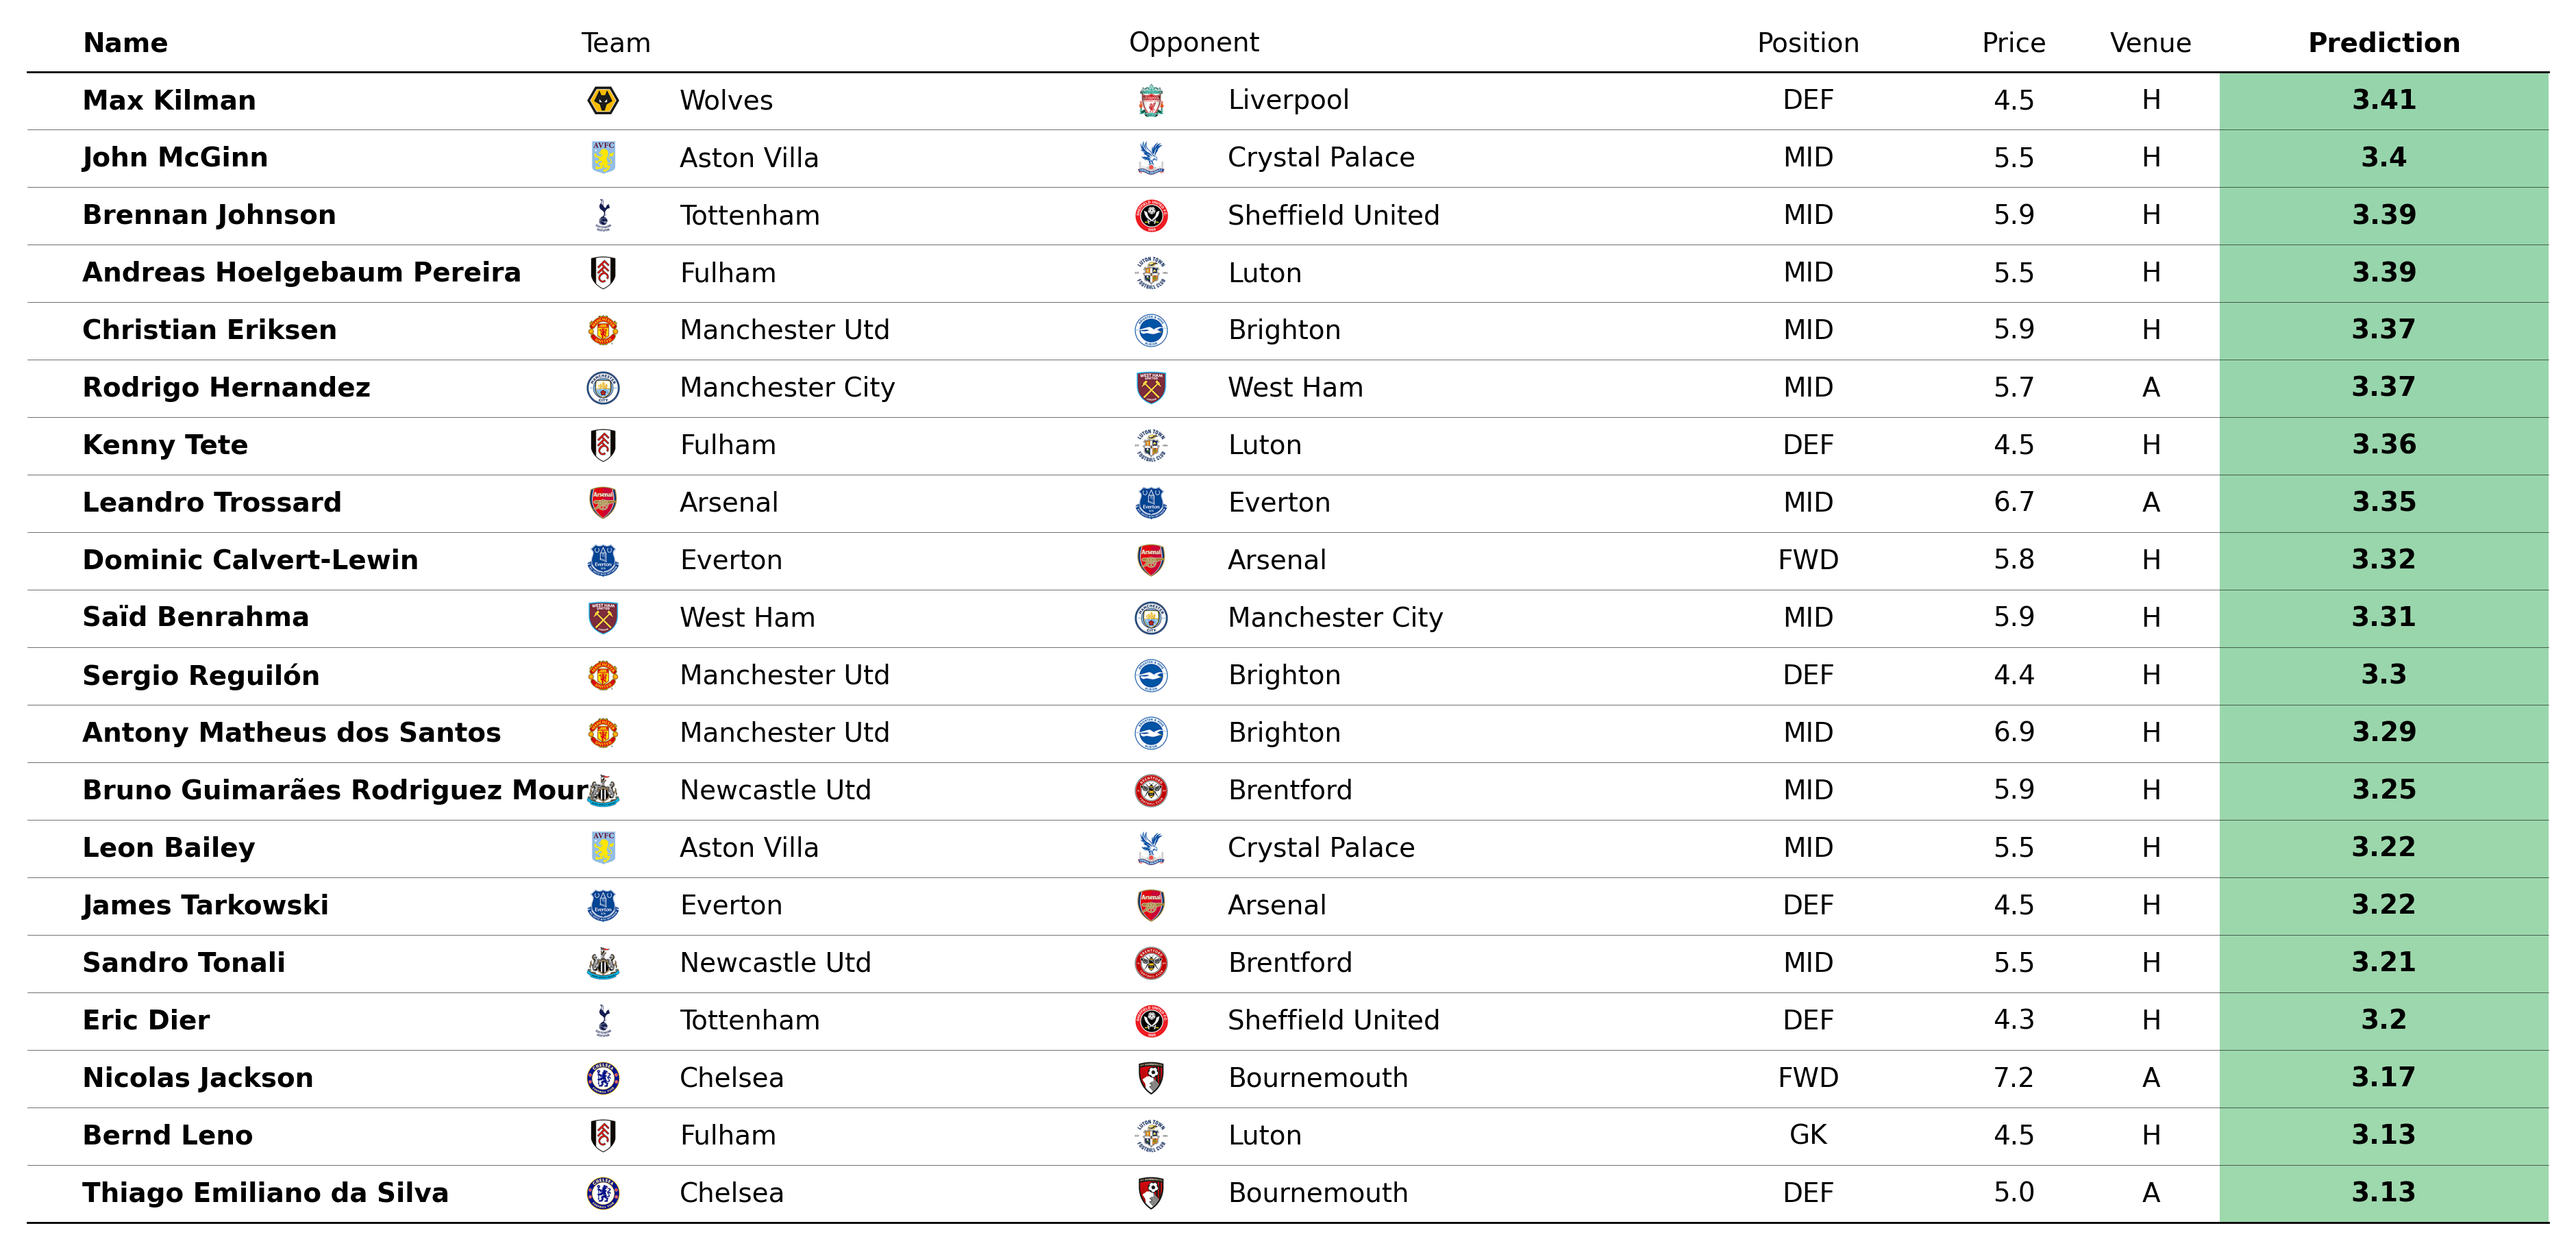 Name Team Opponent Position Price Venue Prediction
Max Kilman Wolves Liverpool DEF 4.5 H 3.41
John McGinn Aston Villa Crystal Palace MID 5.5 H 3.4
Brennan Johnson Tottenham Sheffield United MID 5.9 H 3.39
Andreas Hoelgebaum Pereira Fulham Luton MID 5.5 H 3.39
Christian Eriksen Manchester Utd Brighton MID 5.9 H 3.37
Rodrigo Hernandez Manchester City West Ham MID 5.7 A 3.37
Kenny Tete Fulham Luton DEF 4.5 H 3.36
Leandro Trossard Arsenal Everton MID 6.7 A 3.35
Dominic Calvert-Lewin Everton Arsenal FWD 5.8 H 3.32
Saïd Benrahma West Ham Manchester City MID 5.9 H 3.31
Sergio Reguilón Manchester Utd Brighton DEF 4.4 H 3.3
Antony Matheus dos Santos Manchester Utd Brighton MID 6.9 H 3.29
Bruno Guimarães Rodriguez Mour Newcastle Utd Brentford MID 5.9 H 3.25
Leon Bailey Aston Villa Crystal Palace MID 5.5 H 3.22
James Tarkowski Everton Arsenal DEF 4.5 H 3.22
Sandro Tonali Newcastle Utd Brentford MID 5.5 H 3.21
Eric Dier Tottenham Sheffield United DEF 4.3 H 3.2
Nicolas Jackson Chelsea Bournemouth FWD 7.2 A 3.17
Bernd Leno Fulham Luton GK 4.5 H 3.13
Thiago Emiliano da Silva Chelsea Bournemouth DEF 5.0 A 3.13